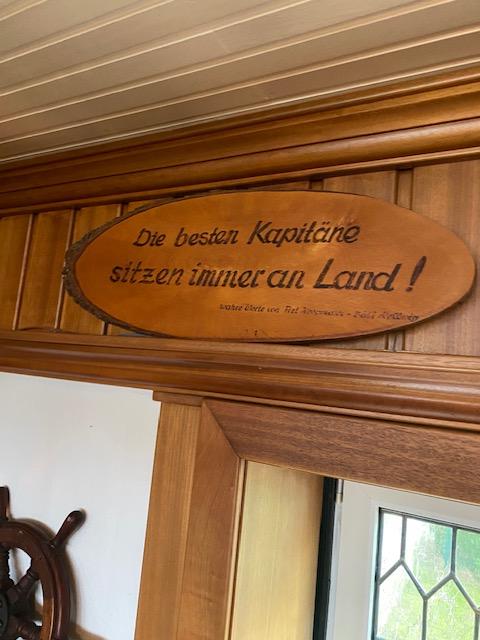 Die besten Kapitäne
sitzen immer an Land!
wahre Worte von